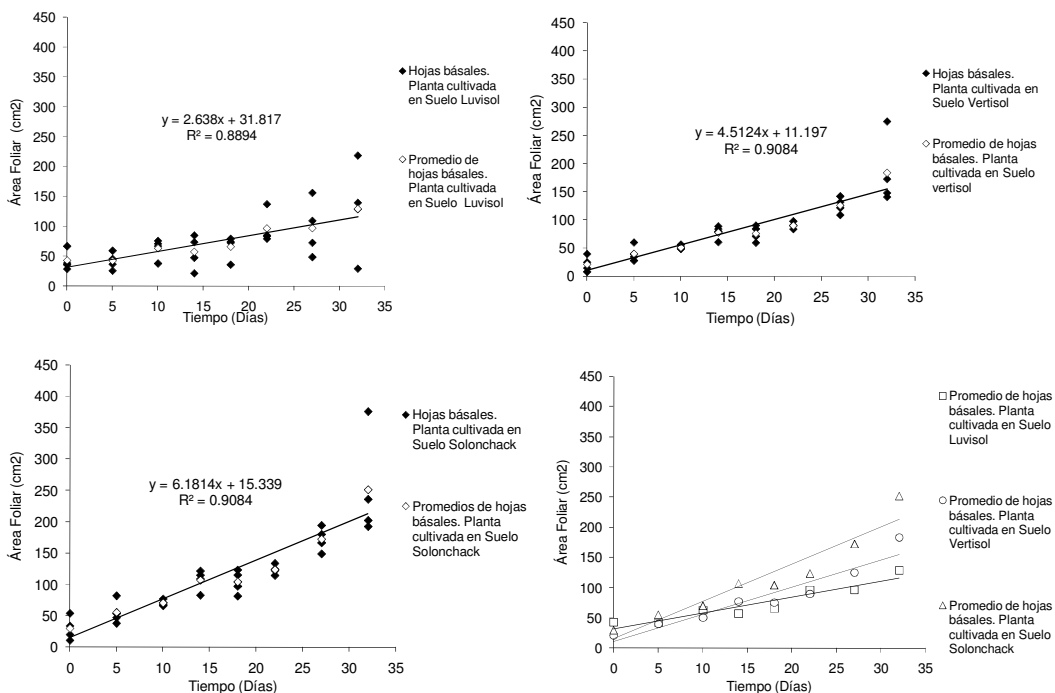 450
400
350
300
250
200
150
100
50
0
Área Foliar (cm2)
0 5 10 15 20 25 30 35
Tiempo (Días)
y = 2.638x + 31.817
R² = 0.8894
Hojas básales.
Planta cultivada
en Suelo Luvisol
Promedio de
hojas básales.
Planta cultivada
en Suelo Luvisol
450
400
350
300
250
200
150
100
50
0
Área Foliar (cm2)
0 5 10 15 20 25 30 35
Tiempo (Días)
y = 4.5124x + 11.197
R² = 0.9084
Hojas básales.
Planta cultivada en
Suelo Vertisol
Promedio de hojas
básales. Planta
cultivada en Suelo
vertisol
450
400
350
300
250
200
150
100
50
0
Área Foliar (cm2)
0 5 10 15 20 25 30 35
Tiempo (Días)
y = 6.1814x + 15.339
R² = 0.9084
Hojas básales.
Planta cultivada en
Suelo Solonchack
Promedios de hojas
básales. Planta
cultivada en Suelo
Solonchack
450
400
350
300
250
200
150
100
50
0
Área Foliar (cm2)
0 5 10 15 20 25 30 35
Tiempo (Días)
Promedio de hojas
básales. Planta
cultivada en Suelo
Luvisol
Promedio de hojas
básales. Planta
cultivada en Suelo
Vertisol
Promedio de hojas
básales. Planta
cultivada en Suelo
Solonchack